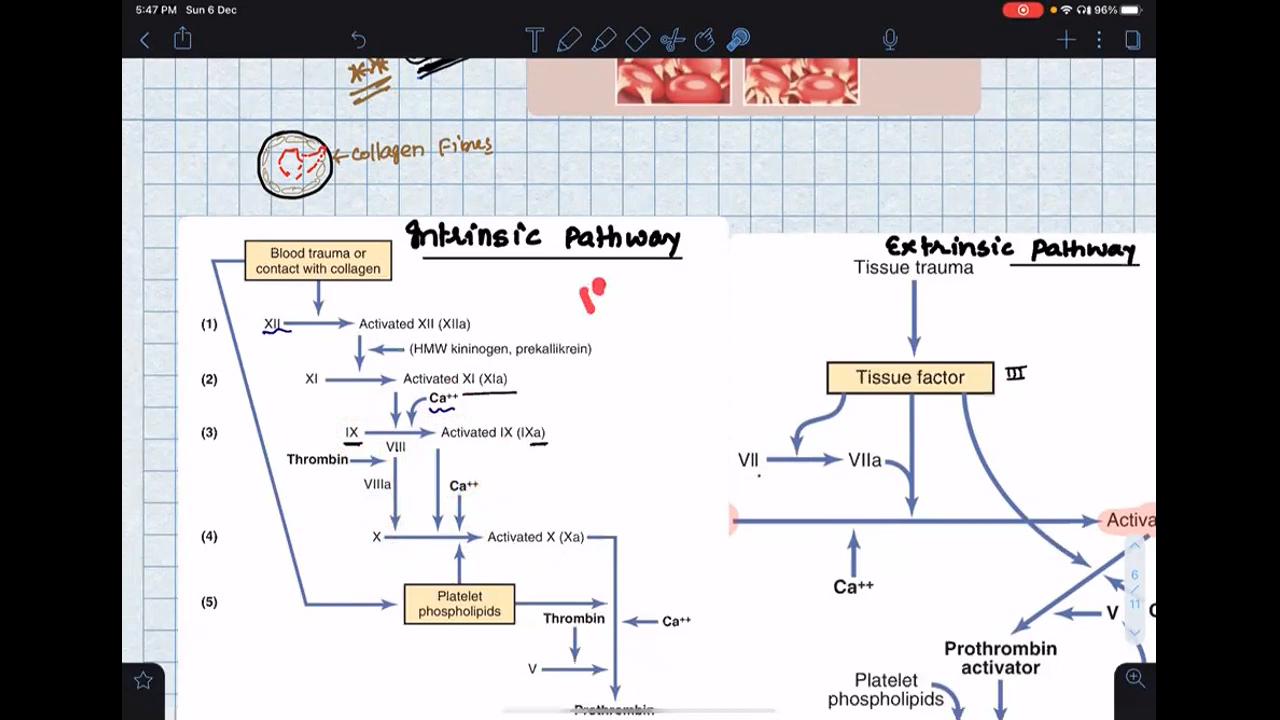 5:47 PM Sun 6 Dec
96%
T
← Collagen Fibres
Intrinsic Pathway
Blood trauma or
contact with collagen
(1) XII Activated XII (XIIa)
(HMW kininogen, prekallikrein)
(2) XI Activated XI (XIa)
Ca++
(3) IX Activated IX (IXa)
VIII
Thrombin
VIIIa
Ca++
(4) X Activated X (Xa)
(5) Platelet
phospholipids
Thrombin
Ca++
V
Prothrombin
Extrinsic Pathway
Tissue trauma
Tissue factor III
VII VIIa
Activa
Ca++
V
Prothrombin
activator
Platelet
phospholipids
6
/
11